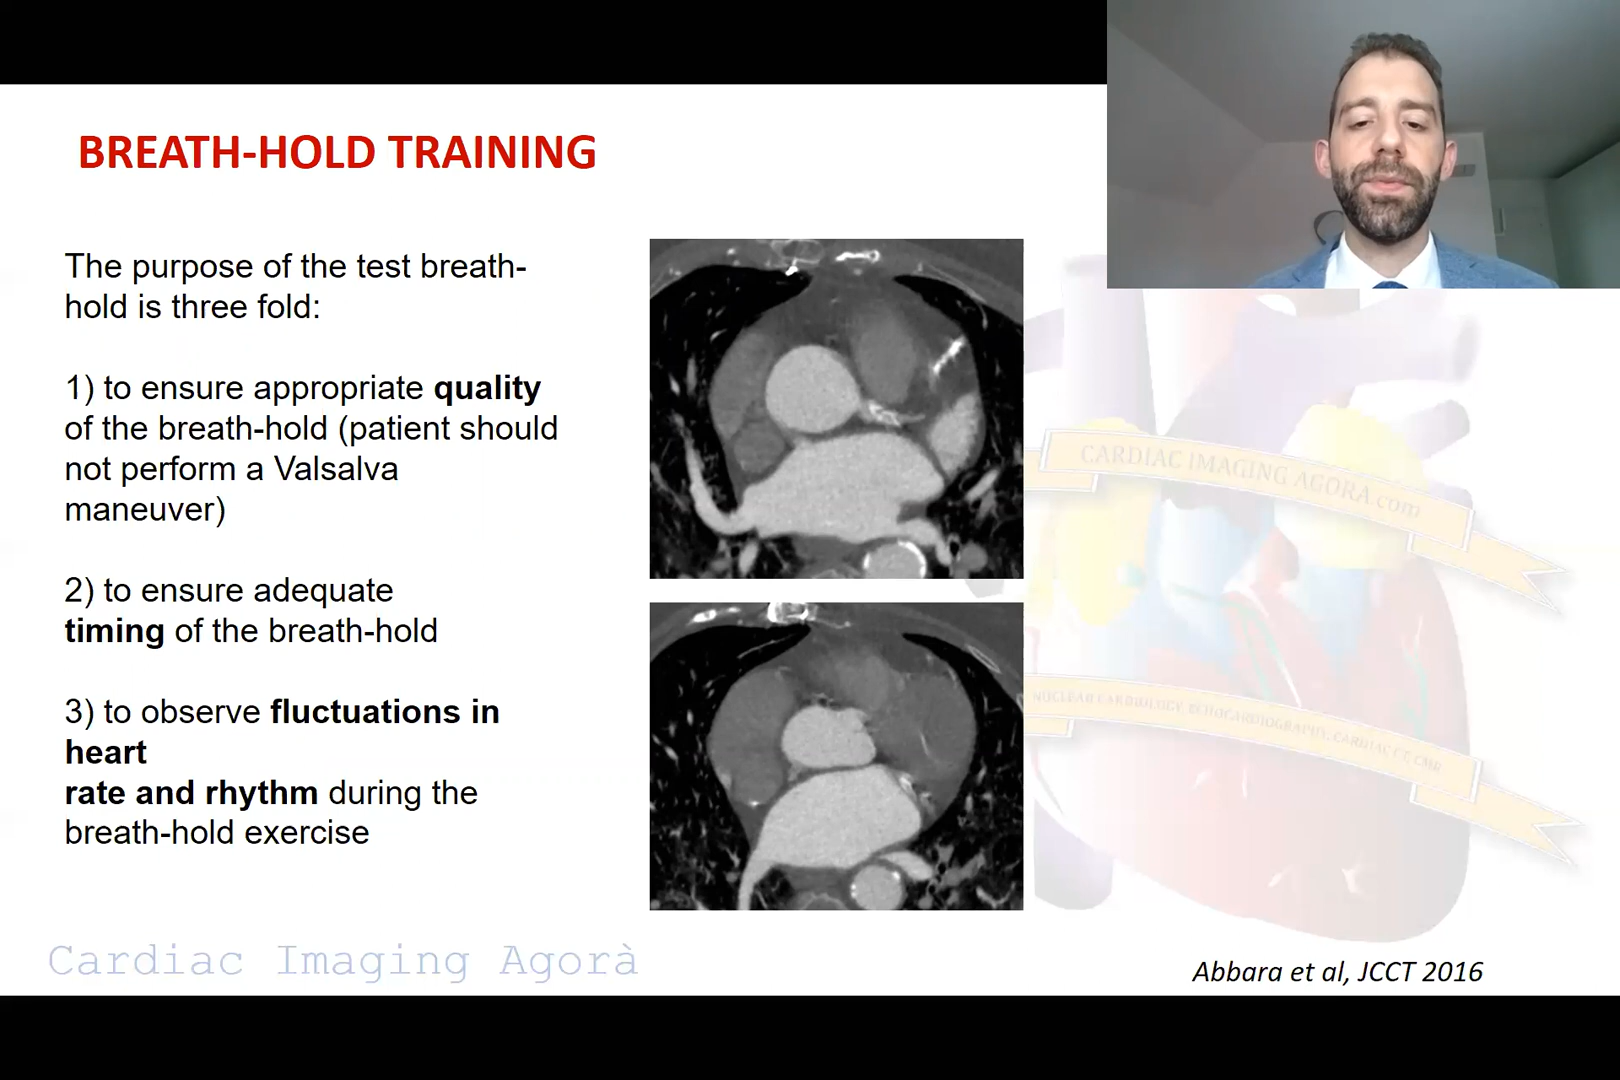 BREATH-HOLD TRAINING
The purpose of the test breath-
hold is three fold:
1) to ensure appropriate quality
of the breath-hold (patient should
not perform a Valsalva
maneuver)
2) to ensure adequate
timing of the breath-hold
3) to observe fluctuations in
heart
rate and rhythm during the
breath-hold exercise
CARDIAC IMAGING AGORA.com
NUCLEAR CARDIOLOGY, ECHOCARDIOGRAPHY, CARDIAC CT, CMR
Cardiac Imaging Agorà
Abbara et al, JCCT 2016